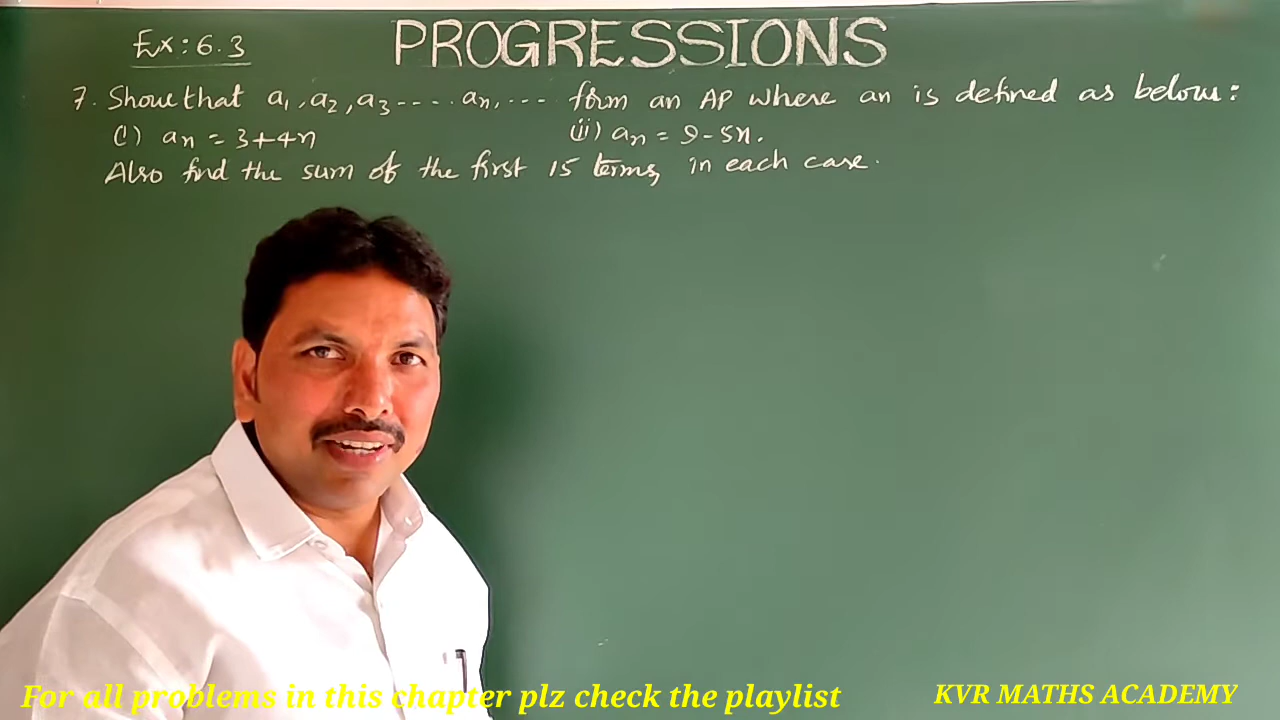 Ex: 6.3
PROGRESSIONS
7. Show that a₁, a₂, a₃ ---- aₙ, --- form an AP where an is defined as below:
(i) aₙ = 3+4n (ii) aₙ = 9-5n.
Also find the sum of the first 15 terms, in each case.
For all problems in this chapter plz check the playlist
KVR MATHS ACADEMY